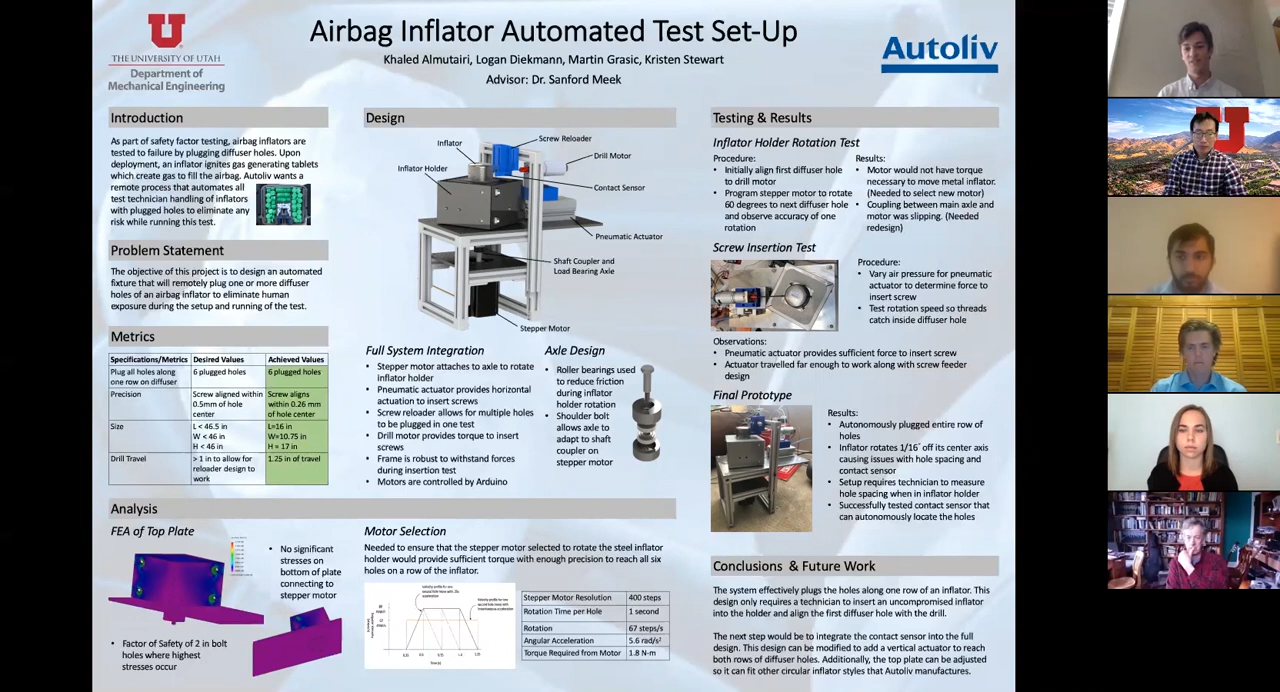 U
THE UNIVERSITY OF UTAH
Department of
Mechanical Engineering
Airbag Inflator Automated Test Set-Up
Khaled Almutairi, Logan Diekmann, Martin Grasic, Kristen Stewart
Advisor: Dr. Sanford Meek
Autoliv
Introduction
As part of safety factor testing, airbag inflators are
tested to failure by plugging diffuser holes. Upon
deployment, an inflator ignites gas generating tablets
which create gas to fill the airbag. Autoliv wants a
remote process that automates all
test technician handling of inflators
with plugged holes to eliminate any
risk while running this test.
Problem Statement
The objective of this project is to design an automated
fixture that will remotely plug one or more diffuser
holes of an airbag inflator to eliminate human
exposure during the setup and running of the test.
Metrics
Specifications/Metrics Desired Values Achieved Values
Plug all holes along 6 plugged holes 6 plugged holes
one row on diffuser
Precision Screw aligned within Screw aligns
0.5mm of hole within 0.26 mm
center of hole center
Size L < 46.5 in L=16 in
W < 46 in W=10.75 in
H < 46 in H = 17 in
Drill Travel > 1 in to allow for 1.25 in of travel
reloader design to
work
Design
Screw Reloader
Inflator
Drill Motor
Inflator Holder
Contact Sensor
Pneumatic Actuator
Shaft Coupler and
Load Bearing Axle
Stepper Motor
Full System Integration
• Stepper motor attaches to axle to rotate
inflator holder
• Pneumatic actuator provides horizontal
actuation to insert screws
• Screw reloader allows for multiple holes
to be plugged in one test
• Drill motor provides torque to insert
screws
• Frame is robust to withstand forces
during insertion test
• Motors are controlled by Arduino
Axle Design
• Roller bearings used
to reduce friction
during inflator
holder rotation
• Shoulder bolt
allows axle to
adapt to shaft
coupler on
stepper motor
Analysis
FEA of Top Plate
• No significant
stresses on
bottom of plate
connecting to
stepper motor
• Factor of Safety of 2 in bolt
holes where highest
stresses occur
Motor Selection
Needed to ensure that the stepper motor selected to rotate the steel inflator
holder would provide sufficient torque with enough precision to reach all six
holes on a row of the inflator.
Stepper Motor Resolution 400 steps
Rotation Time per Hole 1 second
Rotation 67 steps/s
Angular Acceleration 5.6 rad/s²
Torque Required from Motor 1.8 N-m
Testing & Results
Inflator Holder Rotation Test
Procedure:
• Initially align first diffuser hole
to drill motor
• Program stepper motor to rotate
60 degrees to next diffuser hole
and observe accuracy of one
rotation
Results:
• Motor would not have torque
necessary to move metal inflator.
(Needed to select new motor)
• Coupling between main axle and
motor was slipping. (Needed
redesign)
Screw Insertion Test
Procedure:
• Vary air pressure for pneumatic
actuator to determine force to
insert screw
• Test rotation speed so threads
catch inside diffuser hole
Observations:
• Pneumatic actuator provides sufficient force to insert screw
• Actuator travelled far enough to work along with screw feeder
design
Final Prototype
Results:
• Autonomously plugged entire row of
holes
• Inflator rotates 1/16″ off its center axis
causing issues with hole spacing and
contact sensor
• Setup requires technician to measure
hole spacing when in inflator holder
• Successfully tested contact sensor that
can autonomously locate the holes
Conclusions & Future Work
The system effectively plugs the holes along one row of an inflator. This
design only requires a technician to insert an uncompromised inflator
into the holder and align the first diffuser hole with the drill.
The next step would be to integrate the contact sensor into the full
design. This design can be modified to add a vertical actuator to reach
both rows of diffuser holes. Additionally, the top plate can be adjusted
so it can fit other circular inflator styles that Autoliv manufactures.